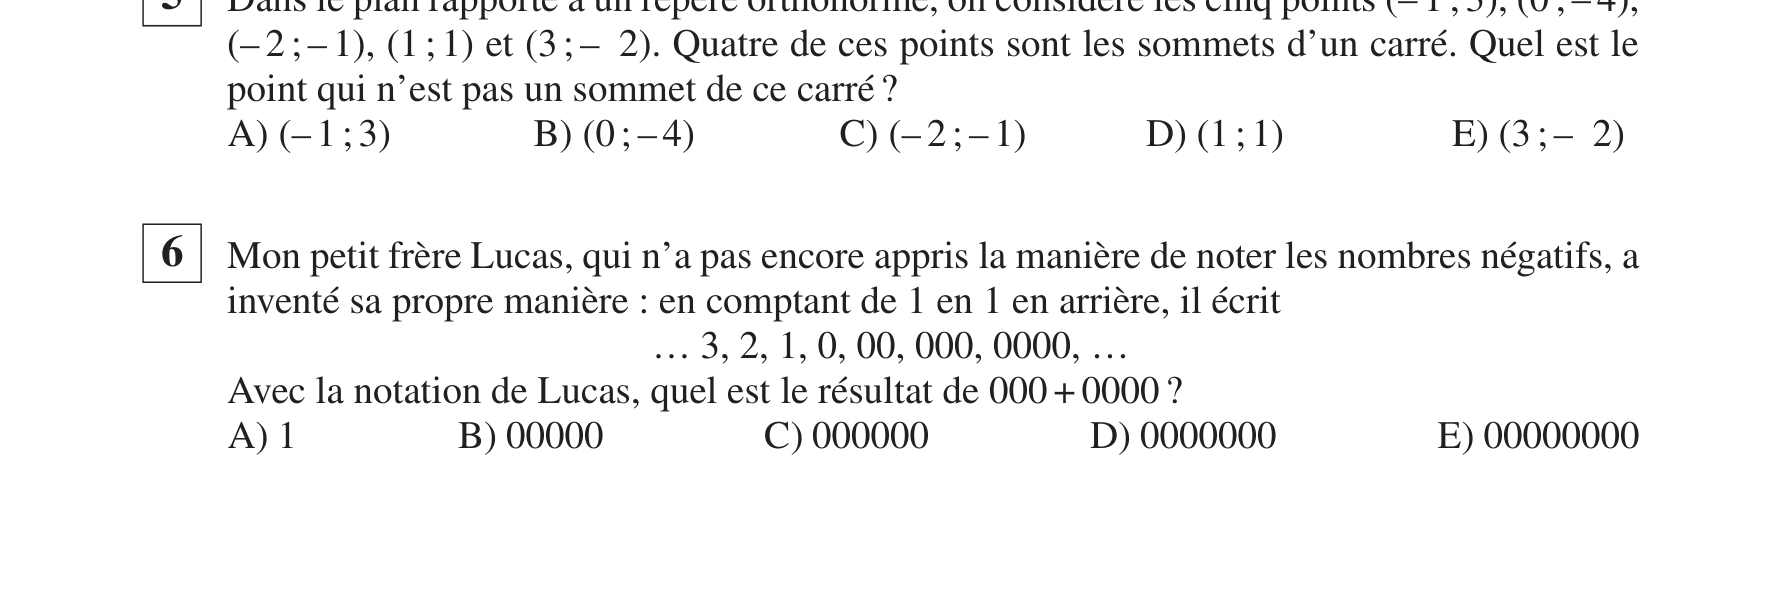 5 Dans le plan rapporté à un repère orthonormé, on considère les cinq points (–1 ; 3), (0 ; –4),
(–2 ; –1), (1 ; 1) et (3 ; – 2). Quatre de ces points sont les sommets d’un carré. Quel est le
point qui n’est pas un sommet de ce carré ?
A) (–1 ; 3) B) (0 ; –4) C) (–2 ; –1) D) (1 ; 1) E) (3 ; – 2)
6 Mon petit frère Lucas, qui n’a pas encore appris la manière de noter les nombres négatifs, a
inventé sa propre manière : en comptant de 1 en 1 en arrière, il écrit
… 3, 2, 1, 0, 00, 000, 0000, …
Avec la notation de Lucas, quel est le résultat de 000 + 0000 ?
A) 1 B) 00000 C) 000000 D) 0000000 E) 00000000